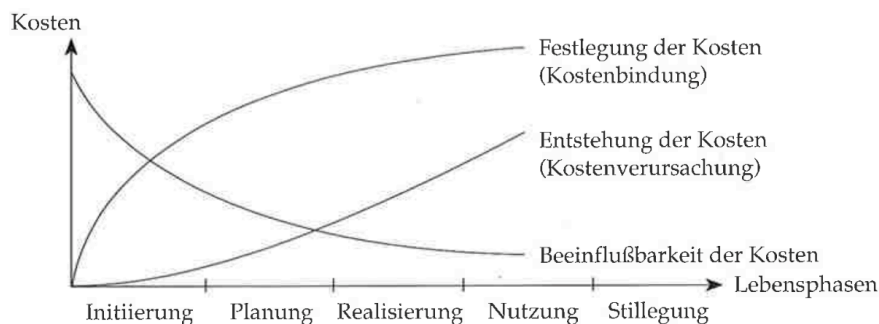 Kosten
Festlegung der Kosten
(Kostenbindung)
Entstehung der Kosten
(Kostenverursachung)
Beeinflußbarkeit der Kosten
Lebensphasen
Initiierung
Planung
Realisierung
Nutzung
Stillegung